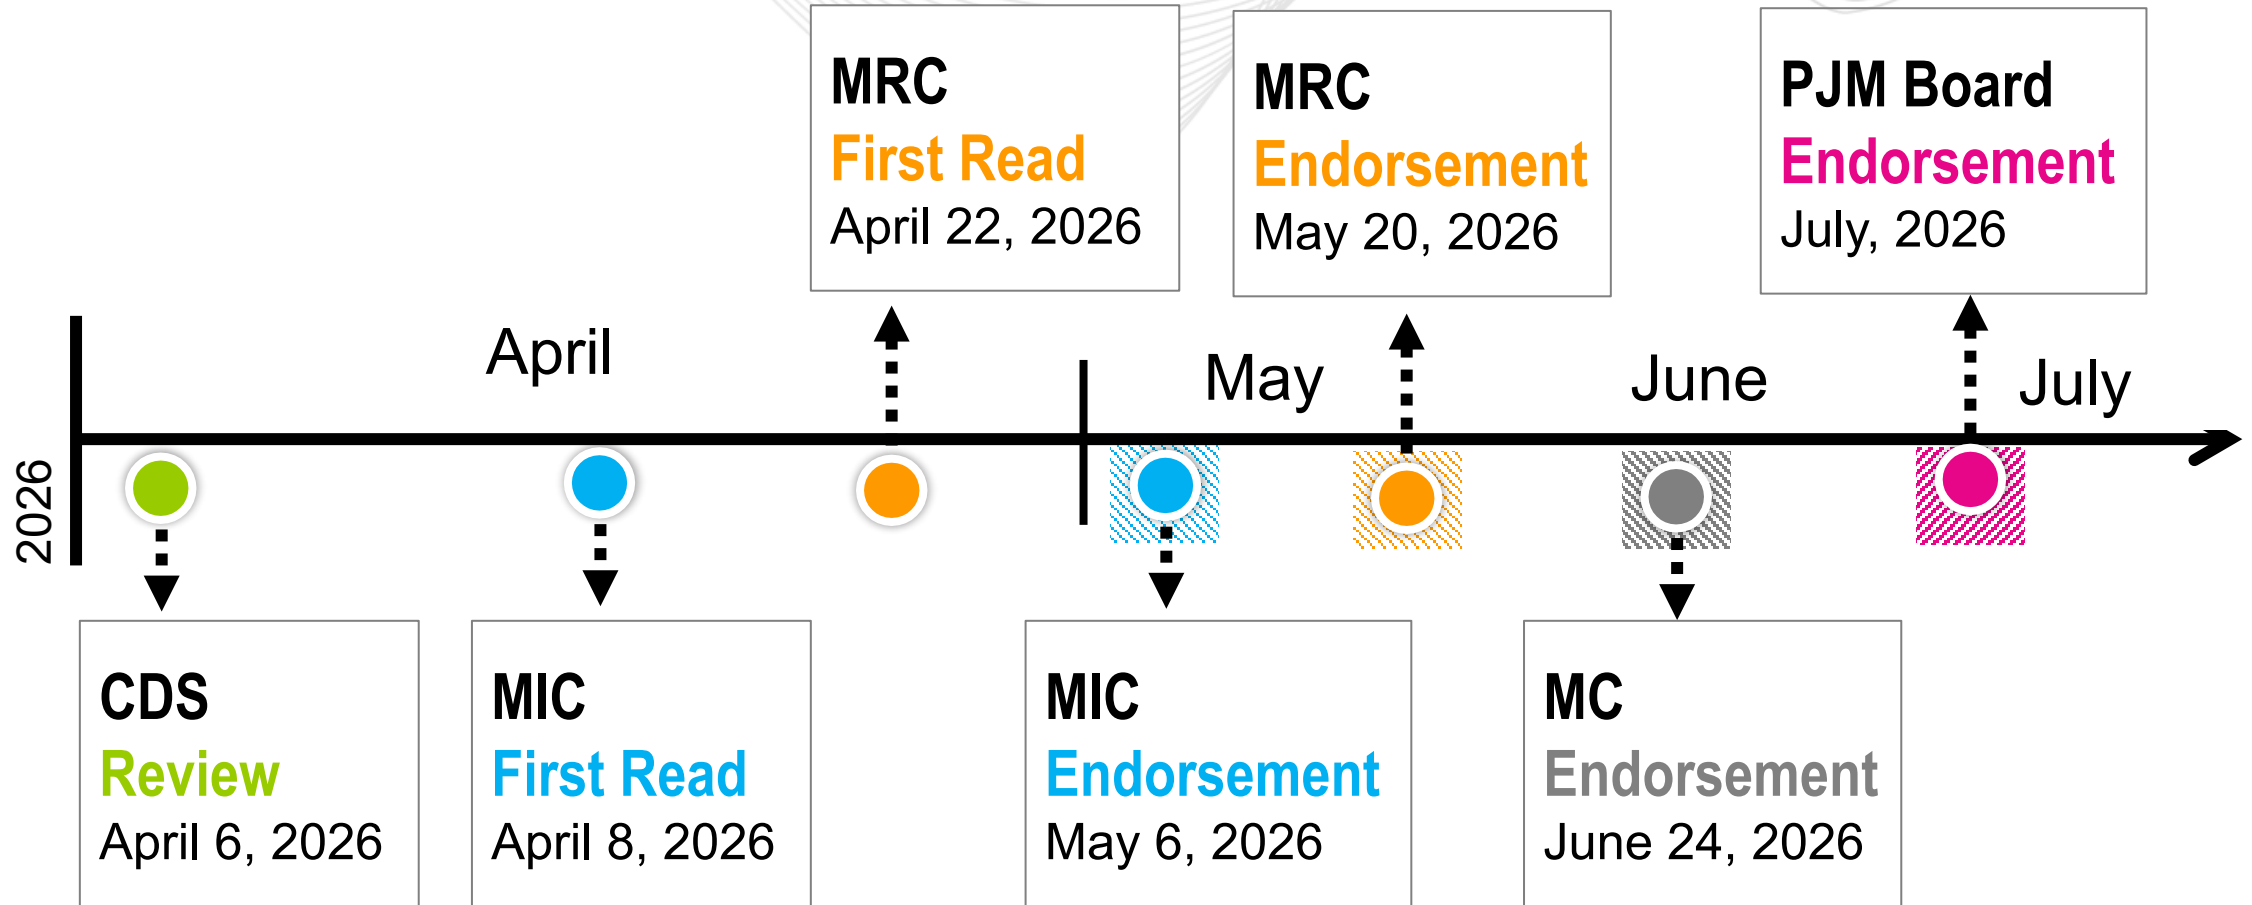 MRC
First Read
April 22, 2026
MRC
Endorsement
May 20, 2026
PJM Board
Endorsement
July, 2026
April
May
June
July
2026
CDS
Review
April 6, 2026
MIC
First Read
April 8, 2026
MIC
Endorsement
May 6, 2026
MC
Endorsement
June 24, 2026